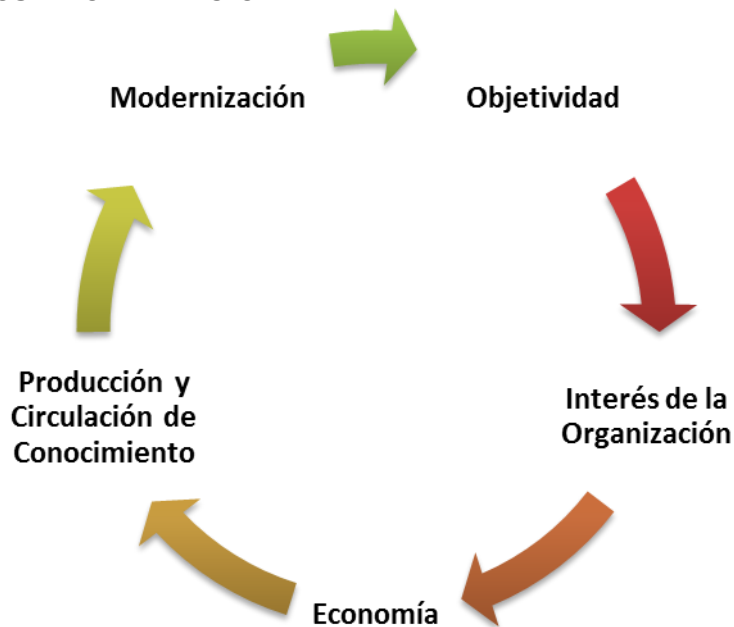 Modernización
Objetividad
Interés de la
Organización
Economía
Producción y
Circulación de
Conocimiento